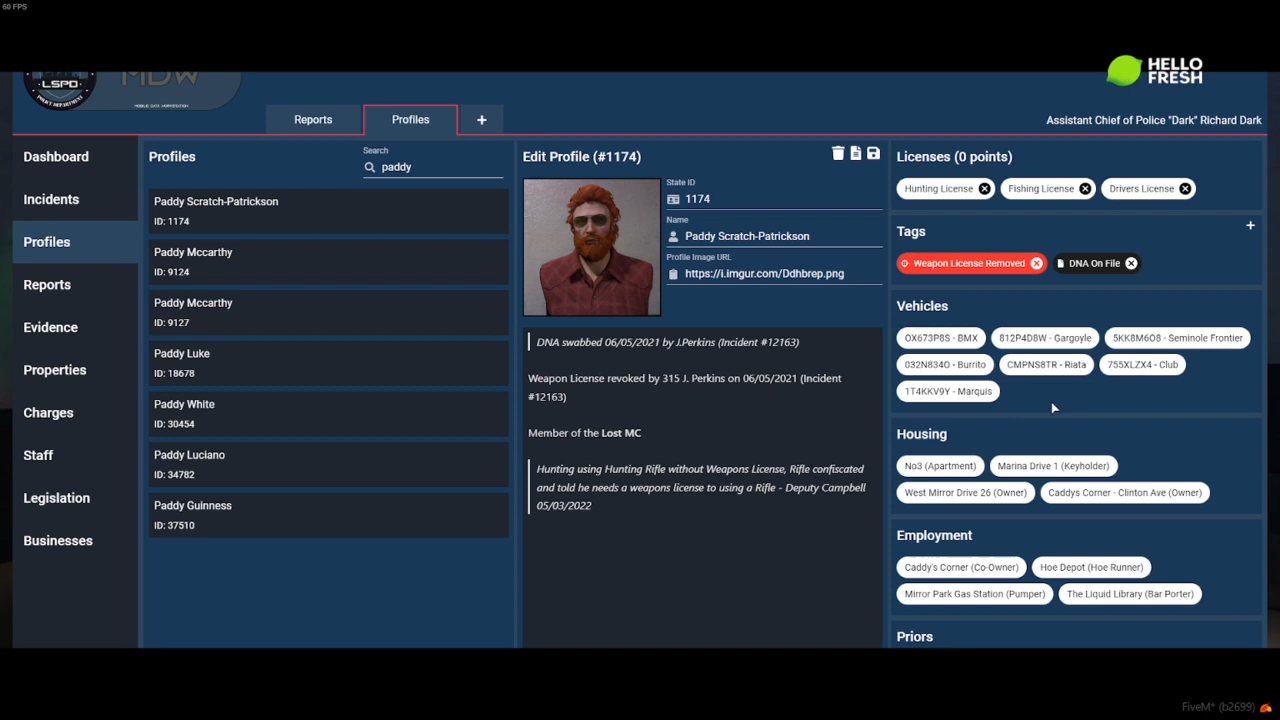 60 FPS
HELLO
FRESH
LSPD
POLICE DEPARTMENT
MDW
MOBILE DATA WORKSTATION
Reports
Profiles
+
Assistant Chief of Police "Dark" Richard Dark
Dashboard
Incidents
Profiles
Reports
Evidence
Properties
Charges
Staff
Legislation
Businesses
Profiles
Search
paddy
Paddy Scratch-Patrickson
ID: 1174
Paddy Mccarthy
ID: 9124
Paddy Mccarthy
ID: 9127
Paddy Luke
ID: 18678
Paddy White
ID: 30454
Paddy Luciano
ID: 34782
Paddy Guinness
ID: 37510
Edit Profile (#1174)
State ID
1174
Name
Paddy Scratch-Patrickson
Profile Image URL
https://i.imgur.com/Ddhbrep.png
DNA swabbed 06/05/2021 by J.Perkins (Incident #12163)
Weapon License revoked by 315 J. Perkins on 06/05/2021 (Incident
#12163)
Member of the Lost MC
Hunting using Hunting Rifle without Weapons License, Rifle confiscated
and told he needs a weapons license to using a Rifle - Deputy Campbell
05/03/2022
Licenses (0 points)
Hunting License Fishing License Drivers License
Tags
+
Weapon License Removed DNA On File
Vehicles
OX673P8S - BMX 812P4D8W - Gargoyle 5KK8M6O8 - Seminole Frontier
032N834O - Burrito CMPNS8TR - Riata 755XLZX4 - Club
1T4KKV9Y - Marquis
Housing
No3 (Apartment) Marina Drive 1 (Keyholder)
West Mirror Drive 26 (Owner) Caddys Corner - Clinton Ave (Owner)
Employment
Caddy's Corner (Co-Owner) Hoe Depot (Hoe Runner)
Mirror Park Gas Station (Pumper) The Liquid Library (Bar Porter)
Priors
FiveM* (b2699)